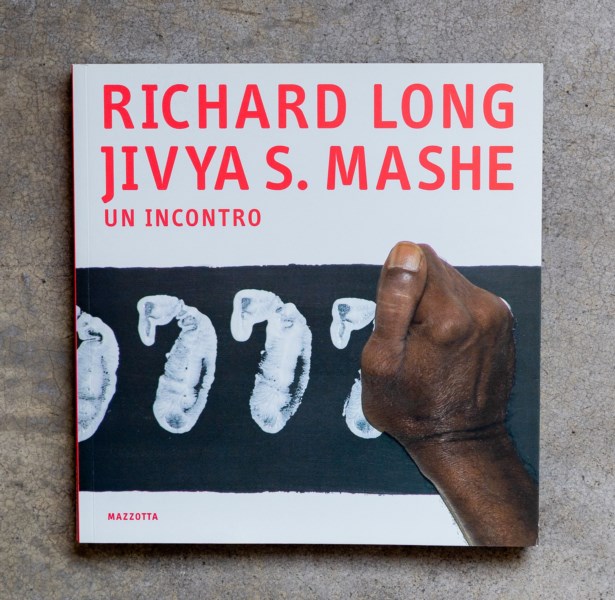 RICHARD LONG
JIVYA S. MASHE
UN INCONTRO
MAZZOTTA